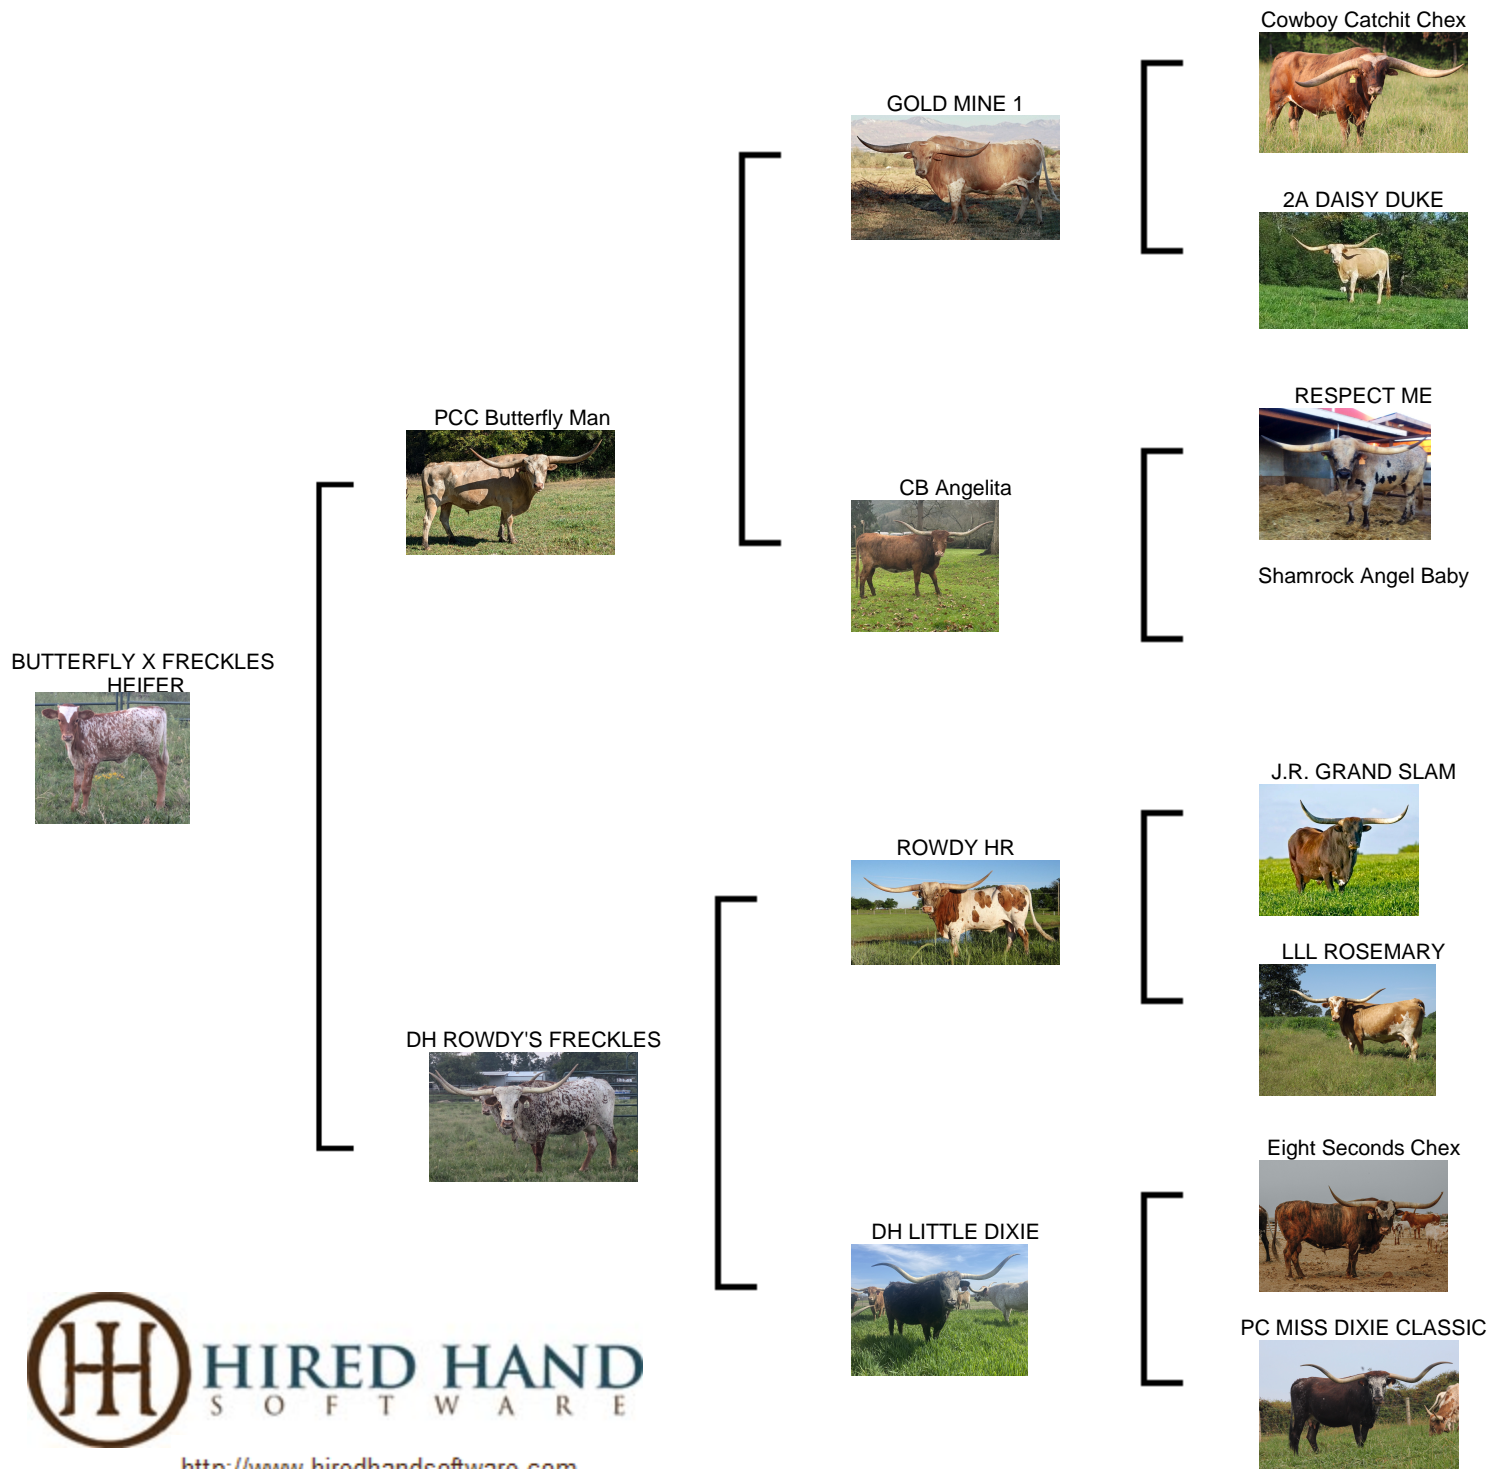 Cowboy Catchit Chex
GOLD MINE 1
2A DAISY DUKE
PCC Butterfly Man
RESPECT ME
CB Angelita
Shamrock Angel Baby
BUTTERFLY X FRECKLES
HEIFER
J.R. GRAND SLAM
ROWDY HR
LLL ROSEMARY
DH ROWDY'S FRECKLES
Eight Seconds Chex
DH LITTLE DIXIE
PC MISS DIXIE CLASSIC
HIRED HAND
SOFTWARE
http://www.hiredhandsoftware.com